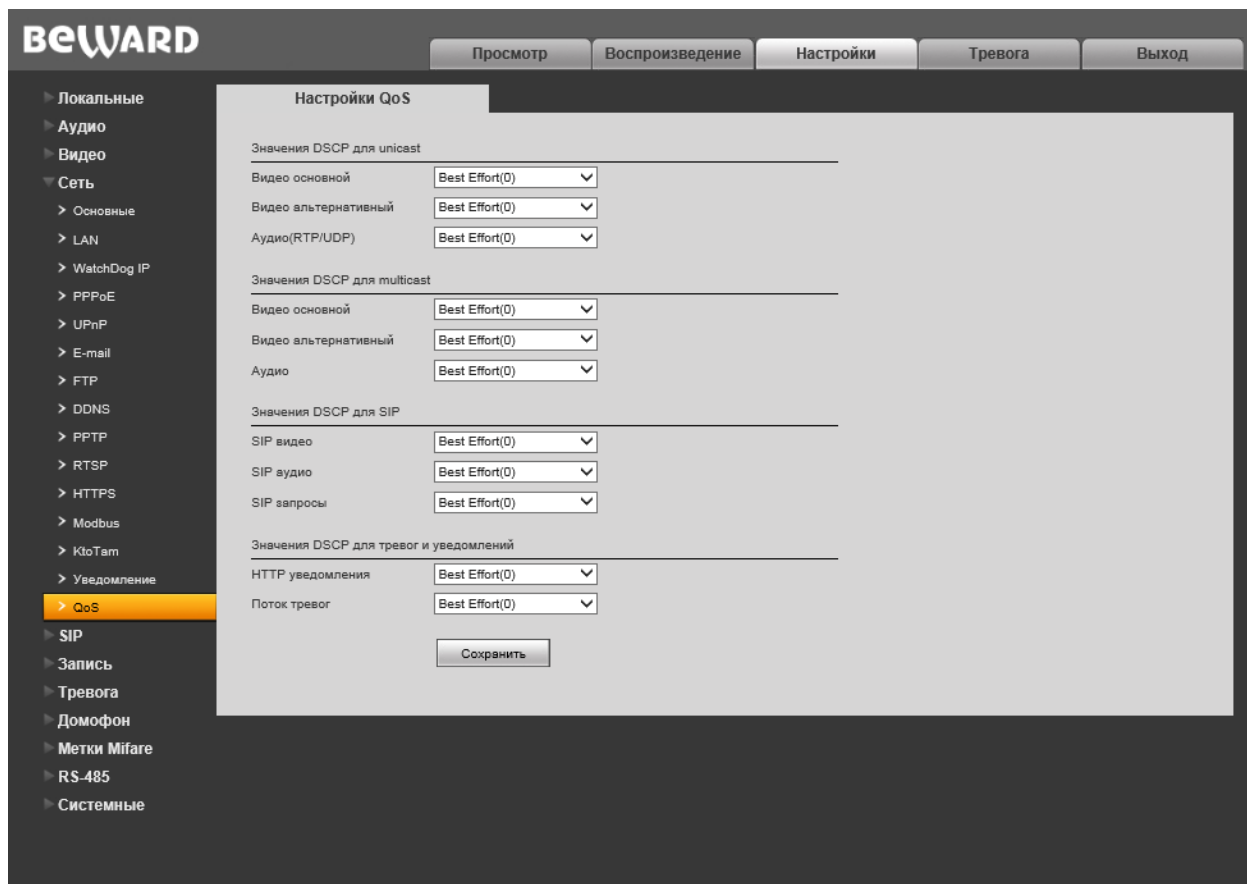 BEWARD
Просмотр
Воспроизведение
Настройки
Тревога
Выход
Локальные
Аудио
Видео
Сеть
Основные
LAN
WatchDog IP
PPPoE
UPnP
E-mail
FTP
DDNS
PPTP
RTSP
HTTPS
Modbus
KtoTam
Уведомление
QoS
SIP
Запись
Тревога
Домофон
Метки Mifare
RS-485
Системные
Настройки QoS
Значения DSCP для unicast
Видео основной Best Effort(0)
Видео альтернативный Best Effort(0)
Аудио(RTP/UDP) Best Effort(0)
Значения DSCP для multicast
Видео основной Best Effort(0)
Видео альтернативный Best Effort(0)
Аудио Best Effort(0)
Значения DSCP для SIP
SIP видео Best Effort(0)
SIP аудио Best Effort(0)
SIP запросы Best Effort(0)
Значения DSCP для тревог и уведомлений
HTTP уведомления Best Effort(0)
Поток тревог Best Effort(0)
Сохранить